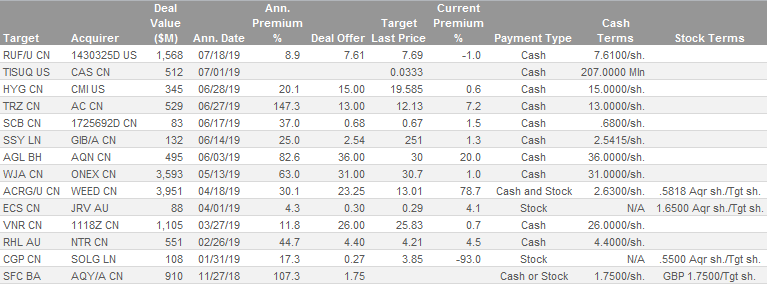 Deal Ann. Target Current
Value Premium Last Price Premium Cash
Target Acquirer ($M) Ann. Date % Deal Offer % Payment Type Terms Stock Terms
RUF/U CN 1430325D US 1,568 07/18/19 8.9 7.61 7.69 -1.0 Cash 7.6100/sh.
TISUQ US CAS CN 512 07/01/19 0.0333 Cash 207.0000 Mln
HYG CN CMI US 345 06/28/19 20.1 15.00 19.585 0.6 Cash 15.0000/sh.
TRZ CN AC CN 529 06/27/19 147.3 13.00 12.13 7.2 Cash 13.0000/sh.
SCB CN 1725692D CN 83 06/17/19 37.0 0.68 0.67 1.5 Cash .6800/sh.
SSY LN GIB/A CN 132 06/14/19 25.0 2.54 251 1.3 Cash 2.5415/sh.
AGL BH AQN CN 495 06/03/19 82.6 36.00 30 20.0 Cash 36.0000/sh.
WJA CN ONEX CN 3,593 05/13/19 63.0 31.00 30.7 1.0 Cash 31.0000/sh.
ACRG/U CN WEED CN 3,951 04/18/19 30.1 23.25 13.01 78.7 Cash and Stock 2.6300/sh. .5818 Aqr sh./Tgt sh.
ECS CN JRV AU 88 04/01/19 4.3 0.30 0.29 4.1 Stock N/A 1.6500 Aqr sh./Tgt sh.
VNR CN 1118Z CN 1,105 03/27/19 11.8 26.00 25.83 0.7 Cash 26.0000/sh.
RHL AU NTR CN 551 02/26/19 44.7 4.40 4.21 4.5 Cash 4.4000/sh.
CGP CN SOLG LN 108 01/31/19 17.3 0.27 3.85 -93.0 Stock N/A .5500 Aqr sh./Tgt sh.
SFC BA AQY/A CN 910 11/27/18 107.3 1.75 Cash or Stock 1.7500/sh. GBP 1.7500/Tgt sh.